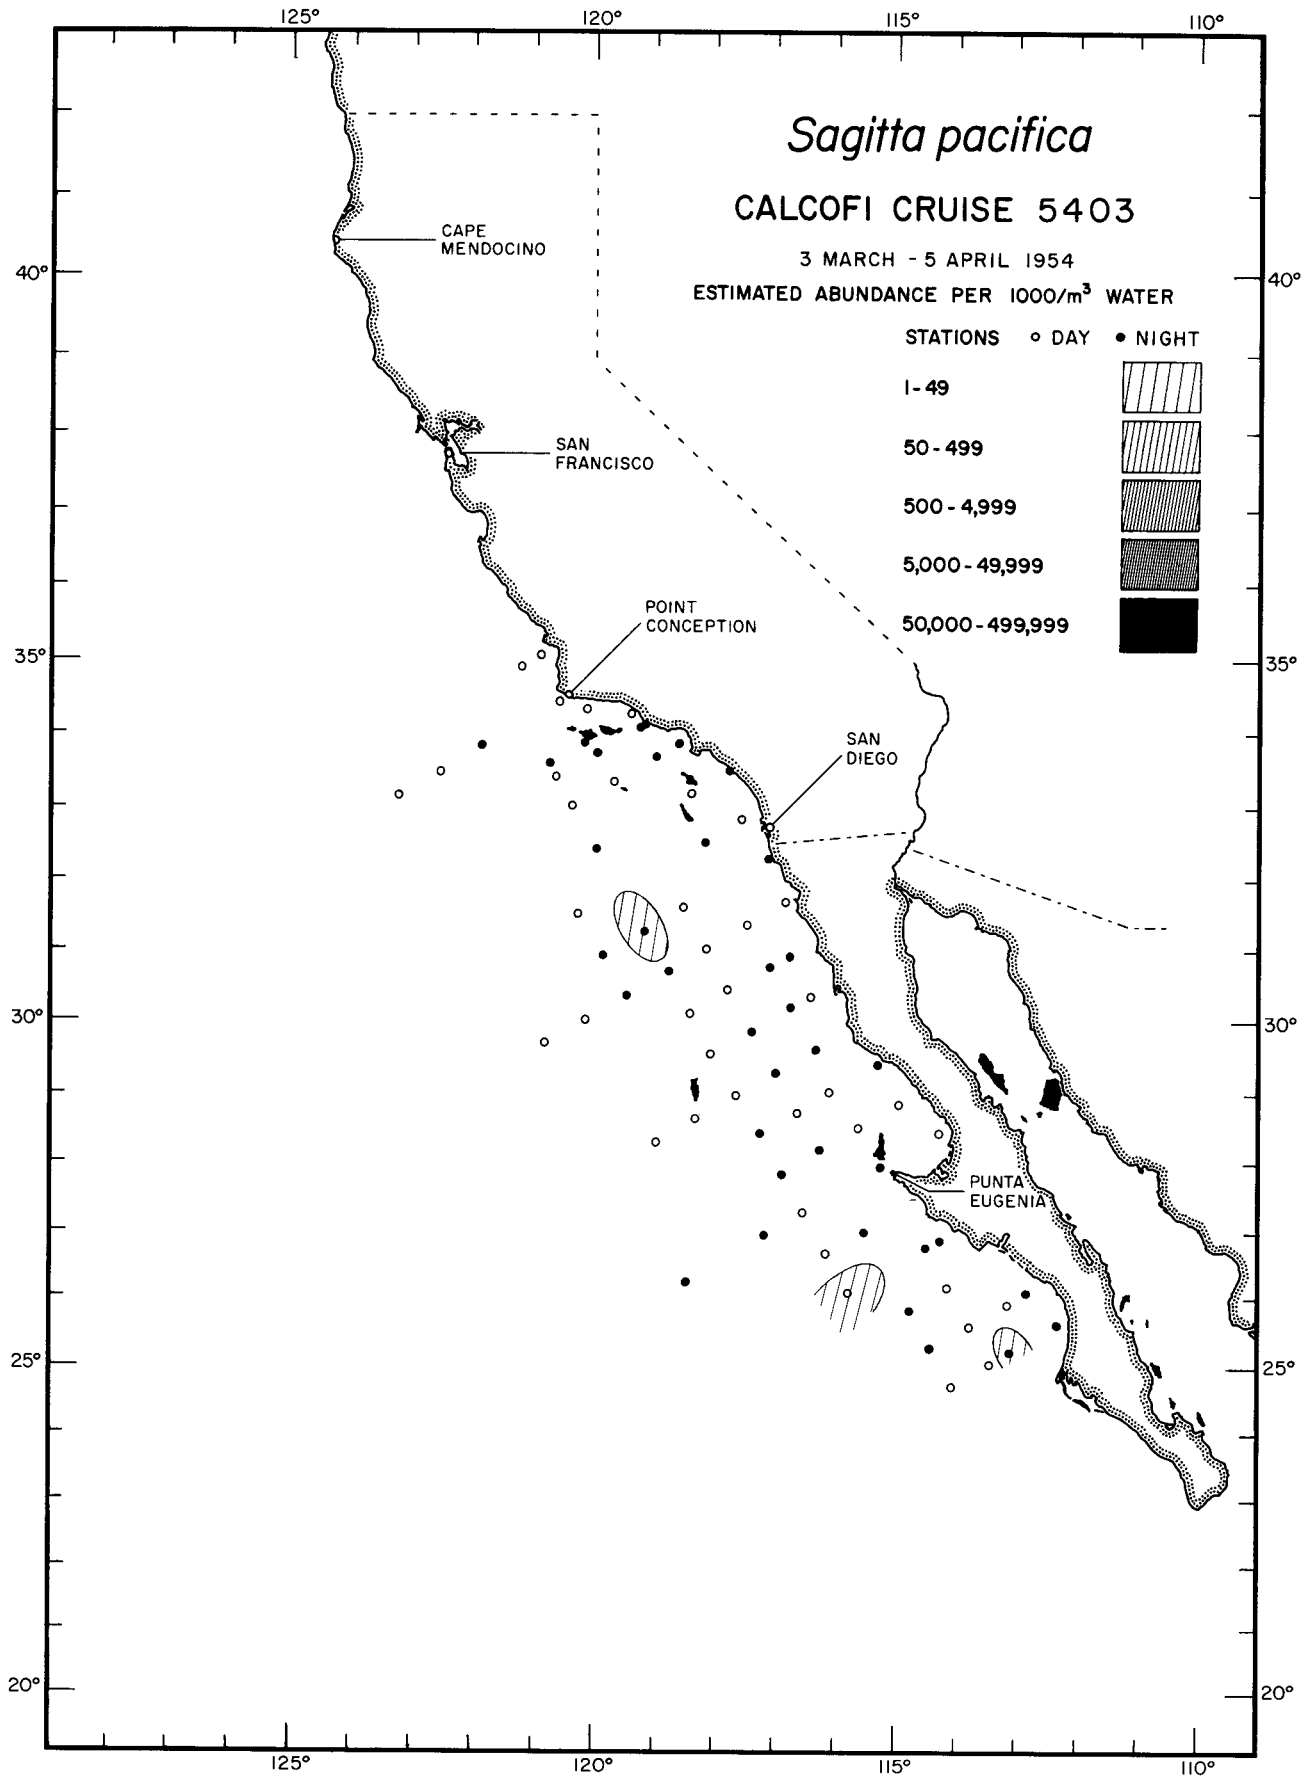 125° 120° 115° 110°
Sagitta pacifica
CALCOFI CRUISE 5403
3 MARCH - 5 APRIL 1954
ESTIMATED ABUNDANCE PER 1000/m³ WATER
STATIONS ○ DAY ● NIGHT
1-49
50-499
500-4,999
5,000-49,999
50,000-499,999
CAPE
MENDOCINO
40° 40°
SAN
FRANCISCO
POINT
CONCEPTION
35° 35°
SAN
DIEGO
30° 30°
PUNTA
EUGENIA
25° 25°
20° 20°
125° 120° 115° 110°